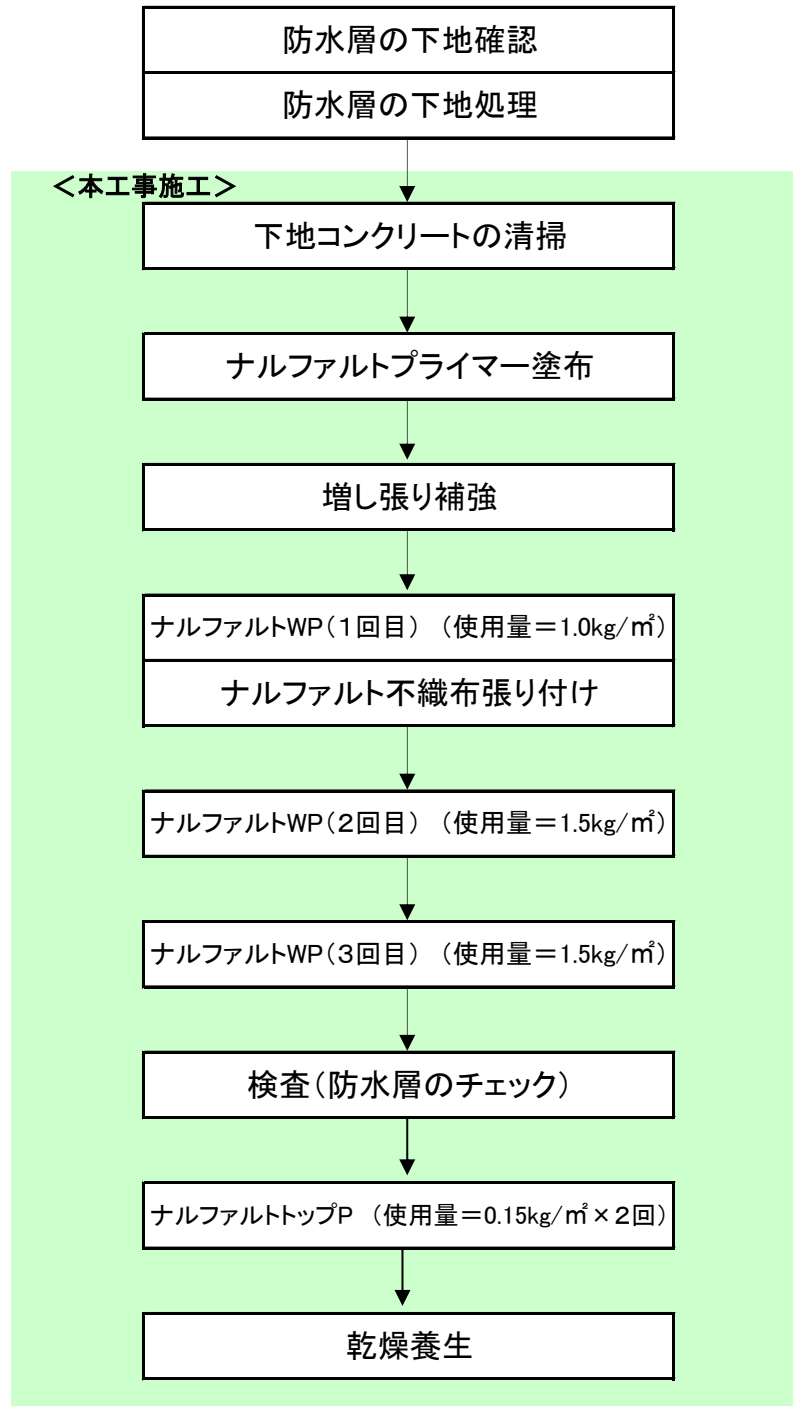 防水層の下地確認
防水層の下地処理
＜本工事施工＞
下地コンクリートの清掃
ナルファルトプライマー塗布
増し張り補強
ナルファルトWP（１回目）　（使用量＝1.0kg/㎡）
ナルファルト不織布張り付け
ナルファルトWP（２回目）　（使用量＝1.5kg/㎡）
ナルファルトWP（３回目）　（使用量＝1.5kg/㎡）
検査（防水層のチェック）
ナルファルトトップP　（使用量＝0.15kg/㎡×２回）
乾燥養生